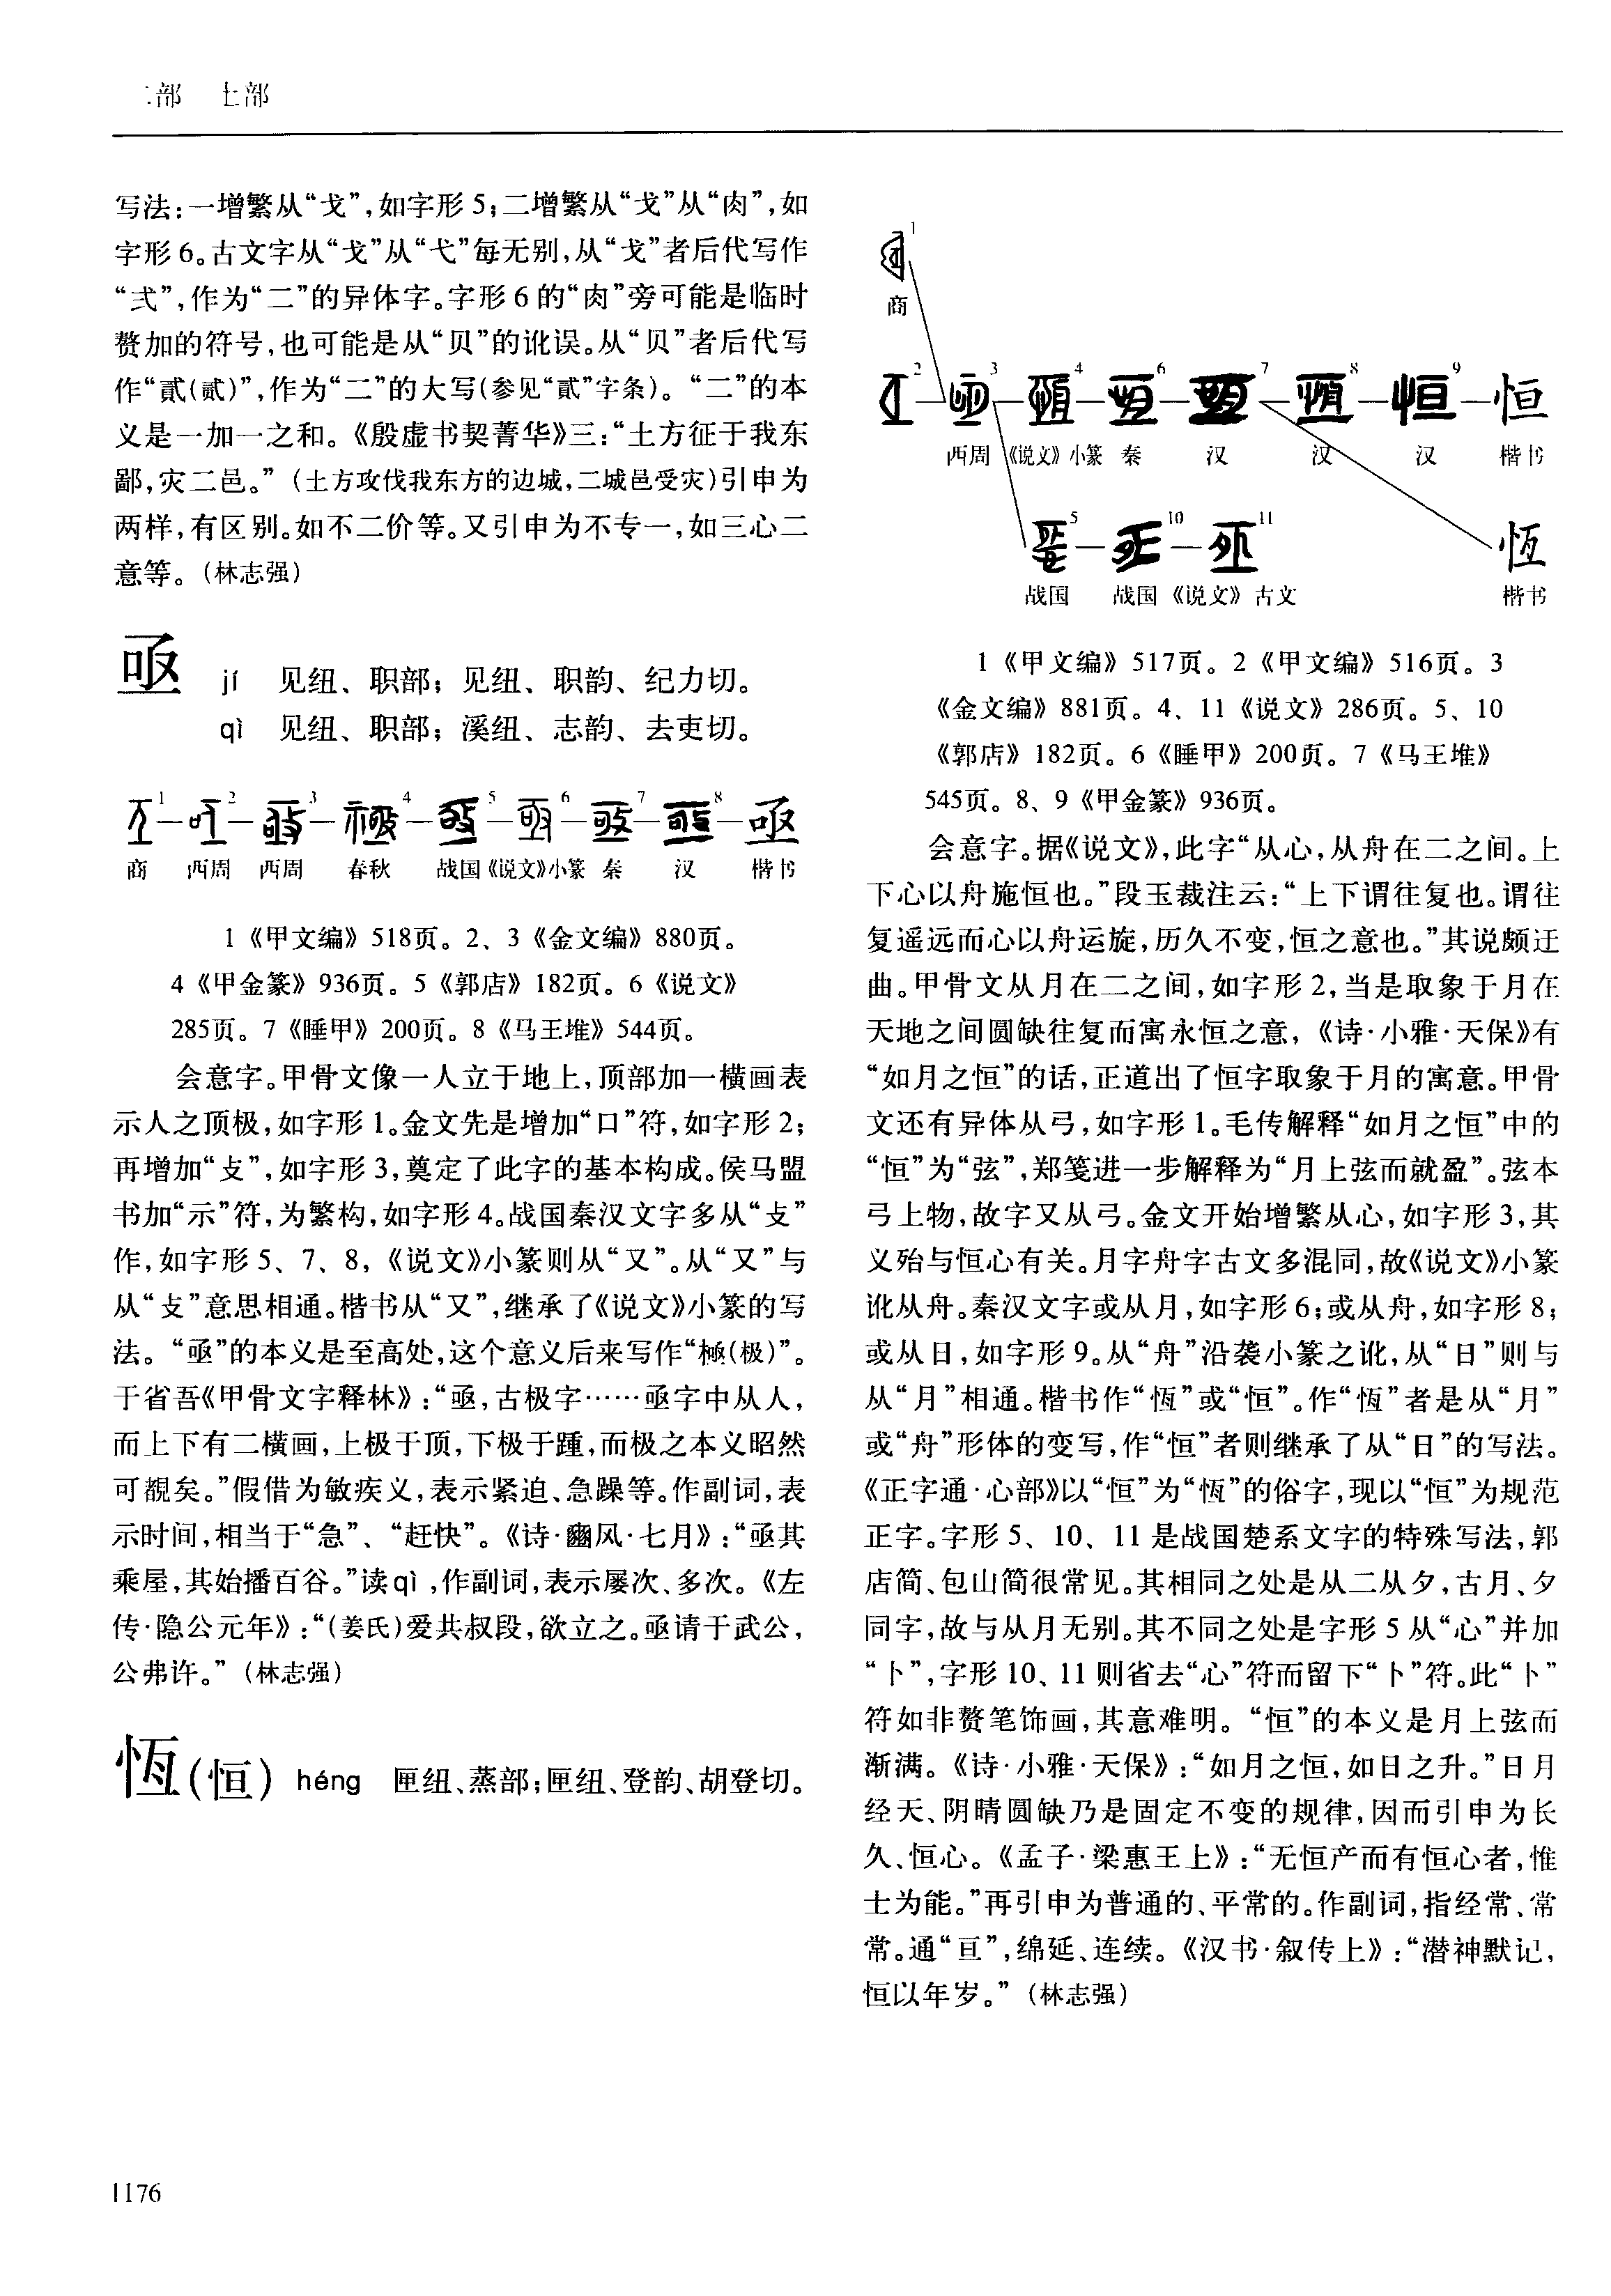 二部　土部
写法:一增繁从“戈”,如字形5;二增繁从“戈”从“肉”,如
字形6。古文字从“戈”从“弋”每无别,从“戈”者后代写作
“弍”,作为“二”的异体字。字形6的“肉”旁可能是临时
赘加的符号,也可能是从“贝”的讹误。从“贝”者后代写
作“貳(贰)”,作为“二”的大写(参见“貳”字条)。“二”的本
义是一加一之和。《殷虚书契菁华》三:“土方征于我东
鄙,灾二邑。”(土方攻伐我东方的边城,二城邑受灾)引申为
两样,有区别。如不二价等。又引申为不专一,如三心二
意等。(林志强)
亟 jí 见纽、职部;见纽、职韵、纪力切。
qì 见纽、职部;溪纽、志韵、去吏切。
1 2 3 4 5 6 7 8 亟
商 西周 西周 春秋 战国 《说文》小篆 秦 汉 楷书
1《甲文编》518页。2、3《金文编》880页。
4《甲金篆》936页。5《郭店》182页。6《说文》
285页。7《睡甲》200页。8《马王堆》544页。
会意字。甲骨文像一人立于地上,顶部加一横画表
示人之顶极,如字形1。金文先是增加“口”符,如字形2;
再增加“攴”,如字形3,奠定了此字的基本构成。侯马盟
书加“示”符,为繁构,如字形4。战国秦汉文字多从“攴”
作,如字形5、7、8,《说文》小篆则从“又”。从“又”与
从“攴”意思相通。楷书从“又”,继承了《说文》小篆的写
法。“亟”的本义是至高处,这个意义后来写作“極(极)”。
于省吾《甲骨文字释林》:“亟,古极字……亟字中从人,
而上下有二横画,上极于顶,下极于踵,而极之本义昭然
可覩矣。”假借为敏疾义,表示紧迫、急躁等。作副词,表
示时间,相当于“急”、“赶快”。《诗·豳风·七月》:“亟其
乘屋,其始播百谷。”读qì,作副词,表示屡次、多次。《左
传·隐公元年》:“(姜氏)爱共叔段,欲立之。亟请于武公,
公弗许。”(林志强)
恆(恒) héng 匣纽、蒸部;匣纽、登韵、胡登切。
1
商
2 3 4 6 7 8 9 恒
西周 《说文》小篆 秦 汉 汉 汉 楷书
5 10 11 恆
战国 战国 《说文》古文 楷书
1《甲文编》517页。2《甲文编》516页。3
《金文编》881页。4、11《说文》286页。5、10
《郭店》182页。6《睡甲》200页。7《马王堆》
545页。8、9《甲金篆》936页。
会意字。据《说文》,此字“从心,从舟在二之间。上
下心以舟施恒也。”段玉裁注云:“上下谓往复也。谓往
复遥远而心以舟运旋,历久不变,恒之意也。”其说颇迂
曲。甲骨文从月在二之间,如字形2,当是取象于月在
天地之间圆缺往复而寓永恒之意,《诗·小雅·天保》有
“如月之恒”的话,正道出了恒字取象于月的寓意。甲骨
文还有异体从弓,如字形1。毛传解释“如月之恒”中的
“恒”为“弦”,郑笺进一步解释为“月上弦而就盈”。弦本
弓上物,故字又从弓。金文开始增繁从心,如字形3,其
义殆与恒心有关。月字舟字古文多混同,故《说文》小篆
讹从舟。秦汉文字或从月,如字形6;或从舟,如字形8;
或从日,如字形9。从“舟”沿袭小篆之讹,从“日”则与
从“月”相通。楷书作“恆”或“恒”。作“恆”者是从“月”
或“舟”形体的变写,作“恒”者则继承了从“日”的写法。
《正字通·心部》以“恒”为“恆”的俗字,现以“恒”为规范
正字。字形5、10、11是战国楚系文字的特殊写法,郭
店简、包山简很常见。其相同之处是从二从夕,古月、夕
同字,故与从月无别。其不同之处是字形5从“心”并加
“卜”,字形10、11则省去“心”符而留下“卜”符。此“卜”
符如非赘笔饰画,其意难明。“恒”的本义是月上弦而
渐满。《诗·小雅·天保》:“如月之恒,如日之升。”日月
经天、阴晴圆缺乃是固定不变的规律,因而引申为长
久、恒心。《孟子·梁惠王上》:“无恒产而有恒心者,惟
士为能。”再引申为普通的、平常的。作副词,指经常、常
常。通“亘”,绵延、连续。《汉书·叙传上》:“潜神默记,
恒以年岁。”(林志强)
1176